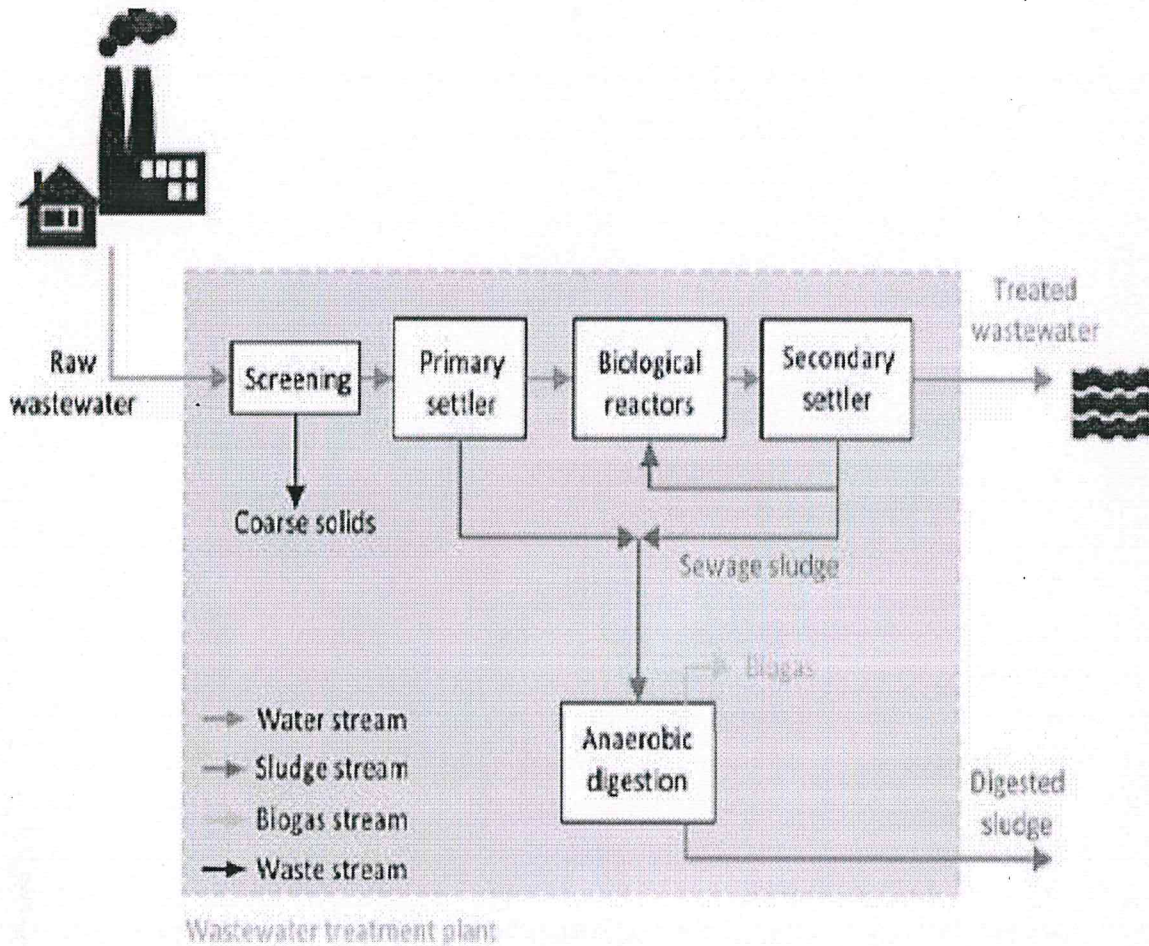 Treated
wastewater
Raw
wastewater
Screening
Primary
settler
Biological
reactors
Secondary
settler
Coarse solids
Sewage sludge
Biogas
Anaerobic
digestion
Water stream
Sludge stream
Biogas stream
Waste stream
Digested
sludge
Wastewater treatment plant